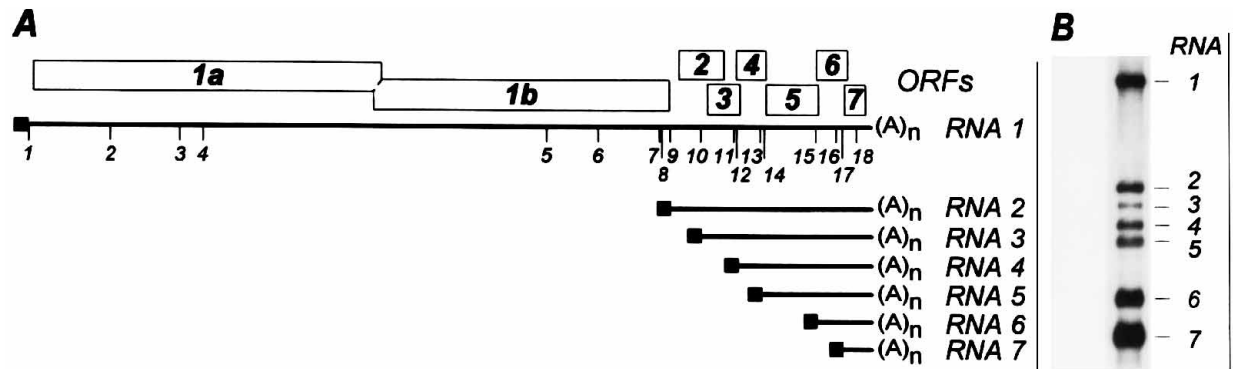 A
1a
1b
2
3
4
5
6
7
ORFs
(A)n RNA 1
1 2 3 4 5 6 7 9 10 11 13 15 16 18
8 12 14 17
(A)n RNA 2
(A)n RNA 3
(A)n RNA 4
(A)n RNA 5
(A)n RNA 6
(A)n RNA 7
B
RNA
1
2
3
4
5
6
7